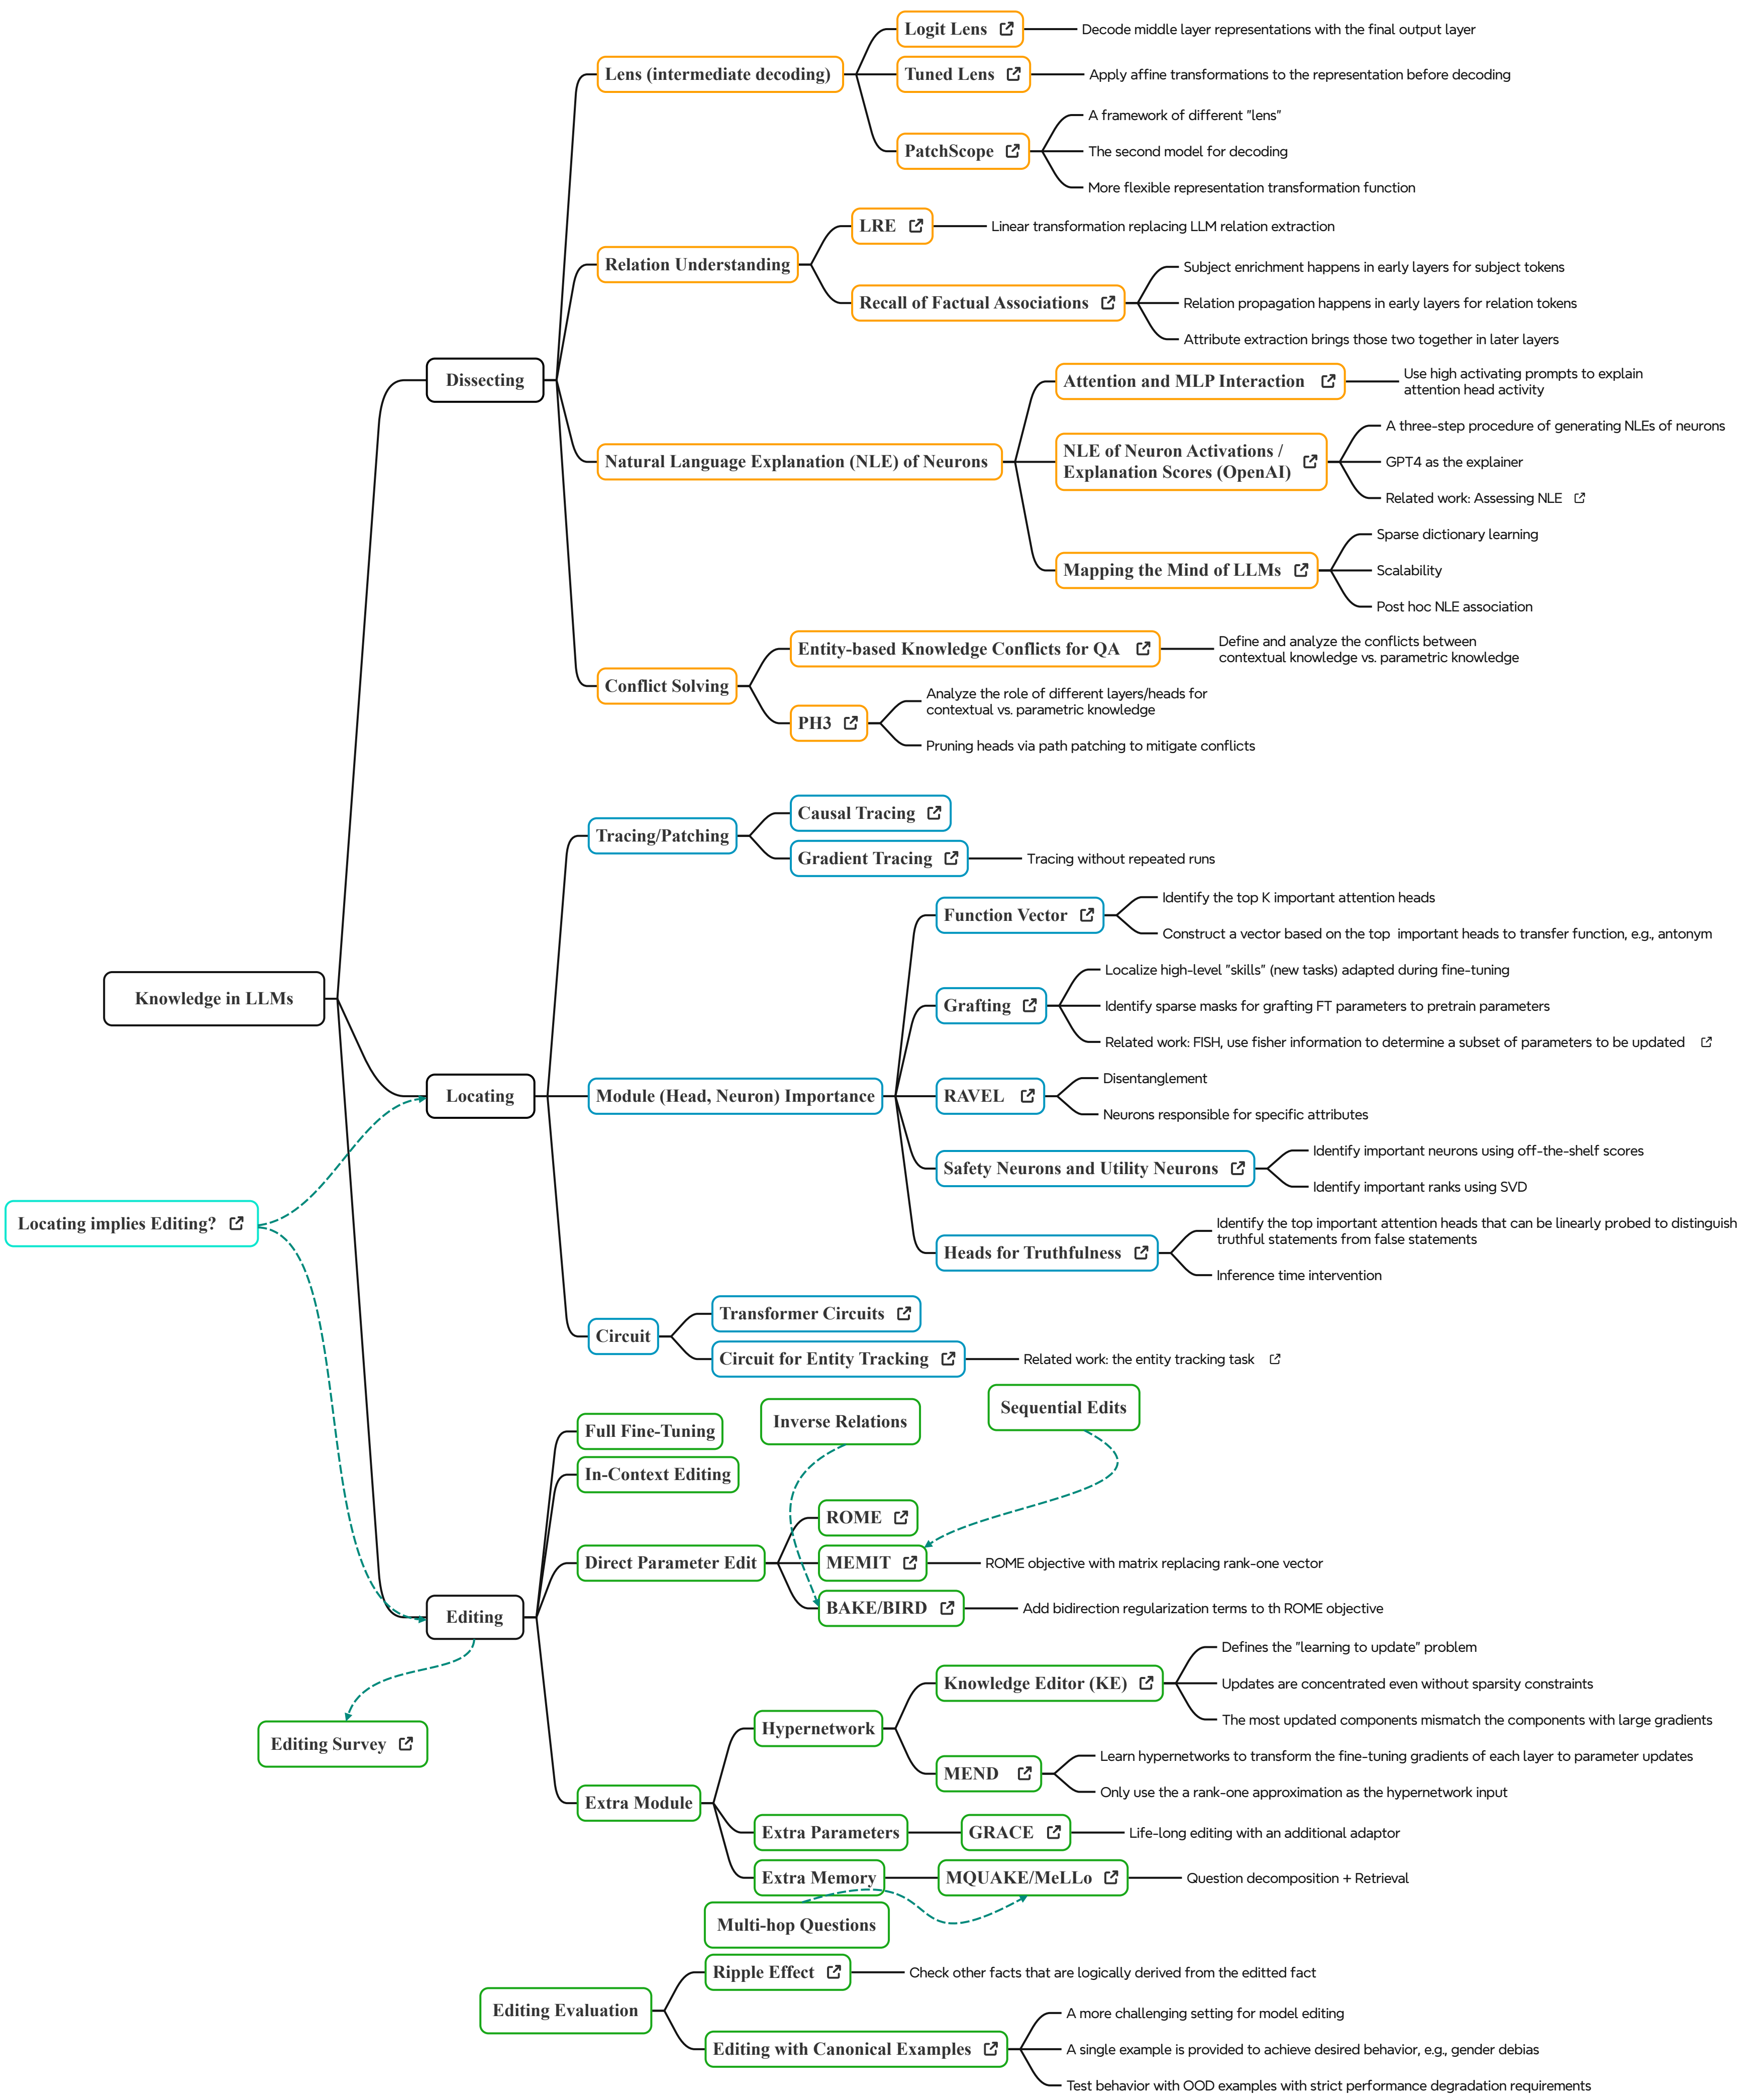 Logit Lens
Decode middle layer representations with the final output layer
Lens (intermediate decoding)
Tuned Lens
Apply affine transformations to the representation before decoding
A framework of different "lens"
PatchScope
The second model for decoding
More flexible representation transformation function
LRE
Linear transformation replacing LLM relation extraction
Relation Understanding
Subject enrichment happens in early layers for subject tokens
Recall of Factual Associations
Relation propagation happens in early layers for relation tokens
Attribute extraction brings those two together in later layers
Dissecting
Attention and MLP Interaction
Use high activating prompts to explain
attention head activity
A three-step procedure of generating NLEs of neurons
Natural Language Explanation (NLE) of Neurons
NLE of Neuron Activations /
Explanation Scores (OpenAI)
GPT4 as the explainer
Related work: Assessing NLE
Sparse dictionary learning
Mapping the Mind of LLMs
Scalability
Post hoc NLE association
Entity-based Knowledge Conflicts for QA
Define and analyze the conflicts between
contextual knowledge vs. parametric knowledge
Conflict Solving
Analyze the role of different layers/heads for
contextual vs. parametric knowledge
PH3
Pruning heads via path patching to mitigate conflicts
Causal Tracing
Tracing/Patching
Gradient Tracing
Tracing without repeated runs
Identify the top K important attention heads
Function Vector
Construct a vector based on the top  important heads to transfer function, e.g., antonym
Localize high-level "skills" (new tasks) adapted during fine-tuning
Knowledge in LLMs
Grafting
Identify sparse masks for grafting FT parameters to pretrain parameters
Related work: FISH, use fisher information to determine a subset of parameters to be updated
Disentanglement
Locating
Module (Head, Neuron) Importance
RAVEL
Neurons responsible for specific attributes
Identify important neurons using off-the-shelf scores
Safety Neurons and Utility Neurons
Identify important ranks using SVD
Locating implies Editing?
Identify the top important attention heads that can be linearly probed to distinguish
truthful statements from false statements
Heads for Truthfulness
Inference time intervention
Transformer Circuits
Circuit
Circuit for Entity Tracking
Related work: the entity tracking task
Sequential Edits
Inverse Relations
Full Fine-Tuning
In-Context Editing
ROME
Direct Parameter Edit
MEMIT
ROME objective with matrix replacing rank-one vector
BAKE/BIRD
Add bidirection regularization terms to th ROME objective
Editing
Defines the "learning to update" problem
Knowledge Editor (KE)
Updates are concentrated even without sparsity constraints
The most updated components mismatch the components with large gradients
Hypernetwork
Editing Survey
Learn hypernetworks to transform the fine-tuning gradients of each layer to parameter updates
MEND
Only use the a rank-one approximation as the hypernetwork input
Extra Module
Extra Parameters
GRACE
Life-long editing with an additional adaptor
Extra Memory
MQUAKE/MeLLo
Question decomposition + Retrieval
Multi-hop Questions
Ripple Effect
Check other facts that are logically derived from the editted fact
Editing Evaluation
A more challenging setting for model editing
Editing with Canonical Examples
A single example is provided to achieve desired behavior, e.g., gender debias
Test behavior with OOD examples with strict performance degradation requirements